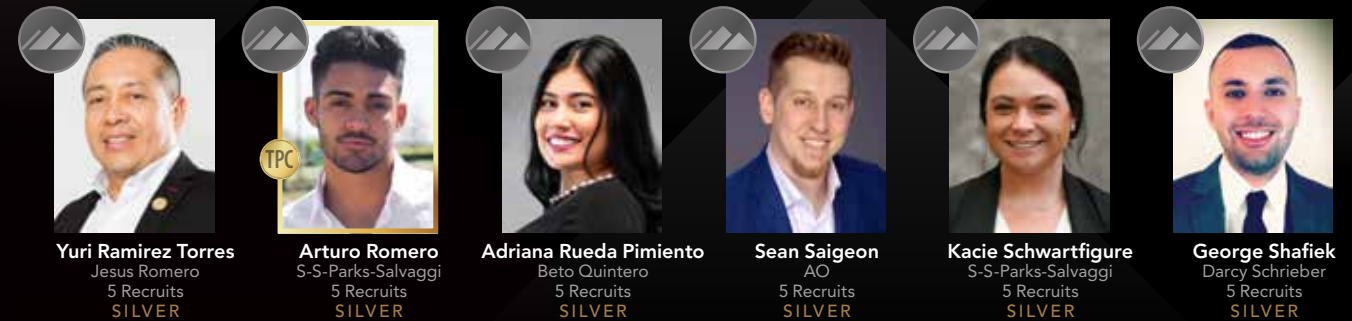 TPC
Yuri Ramirez Torres
Jesus Romero
5 Recruits
SILVER
Arturo Romero
S-S-Parks-Salvaggi
5 Recruits
SILVER
Adriana Rueda Pimiento
Beto Quintero
5 Recruits
SILVER
Sean Saigeon
AO
5 Recruits
SILVER
Kacie Schwartfigure
S-S-Parks-Salvaggi
5 Recruits
SILVER
George Shafiek
Darcy Schrieber
5 Recruits
SILVER